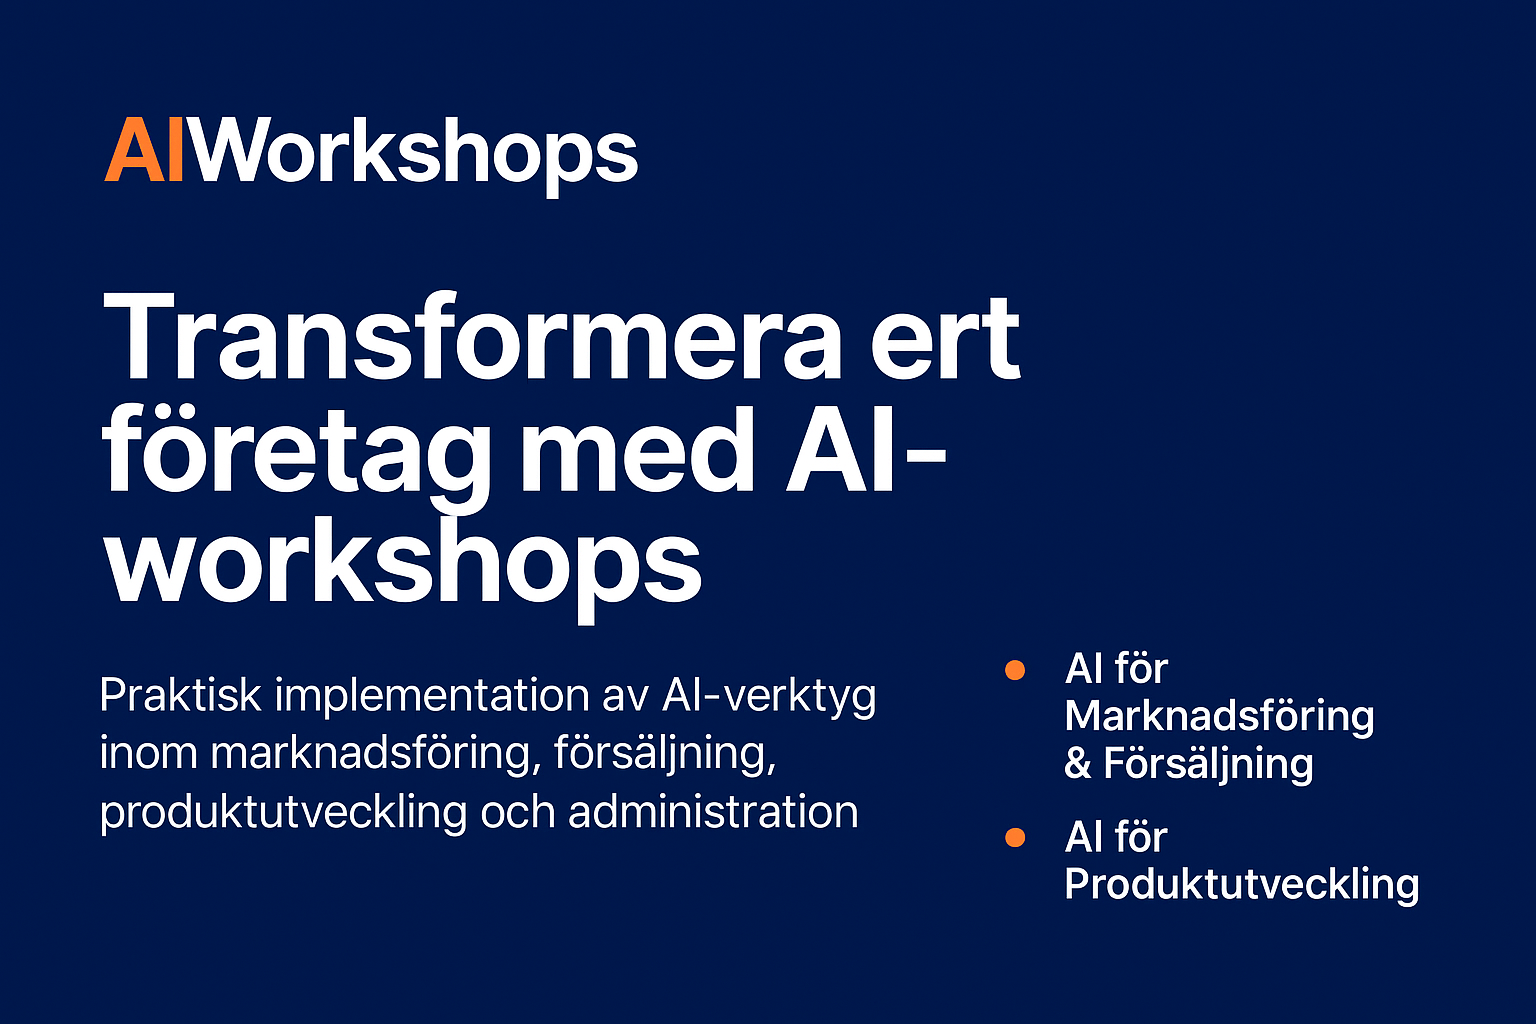 AIWorkshops
Transformera ert
företag med AI-
workshops
Praktisk implementation av AI-verktyg
inom marknadsföring, försäljning,
produktutveckling och administration
AI för
Marknadsföring
& Försäljning
AI för
Produktutveckling